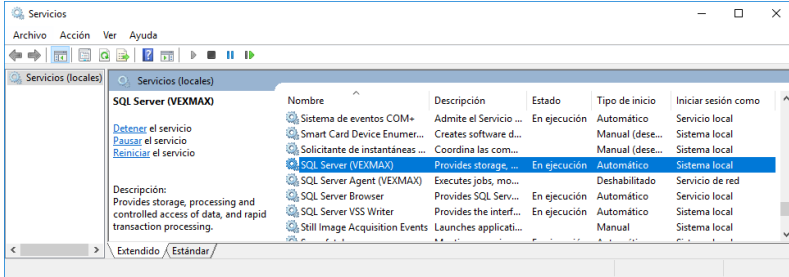 Servicios
Archivo Acción Ver Ayuda
Servicios (locales)
Servicios (locales)
SQL Server (VEXMAX)
Detener el servicio
Pausar el servicio
Reiniciar el servicio
Descripción:
Provides storage, processing and
controlled access of data, and rapid
transaction processing.
Nombre Descripción Estado Tipo de inicio Iniciar sesión como
Sistema de eventos COM+ Admite el Servicio ... En ejecución Automático Servicio local
Smart Card Device Enumer... Creates software d... Manual (dese... Sistema local
Solicitante de instantáneas ... Coordina las com... Manual (dese... Sistema local
SQL Server (VEXMAX) Provides storage, ... En ejecución Automático Sistema local
SQL Server Agent (VEXMAX) Executes jobs, mo... Deshabilitado Servicio de red
SQL Server Browser Provides SQL Serv... En ejecución Automático Sistema local
SQL Server VSS Writer Provides the interf... En ejecución Automático Sistema local
Still Image Acquisition Events Launches applicati... Manual Sistema local
Extendido Estándar